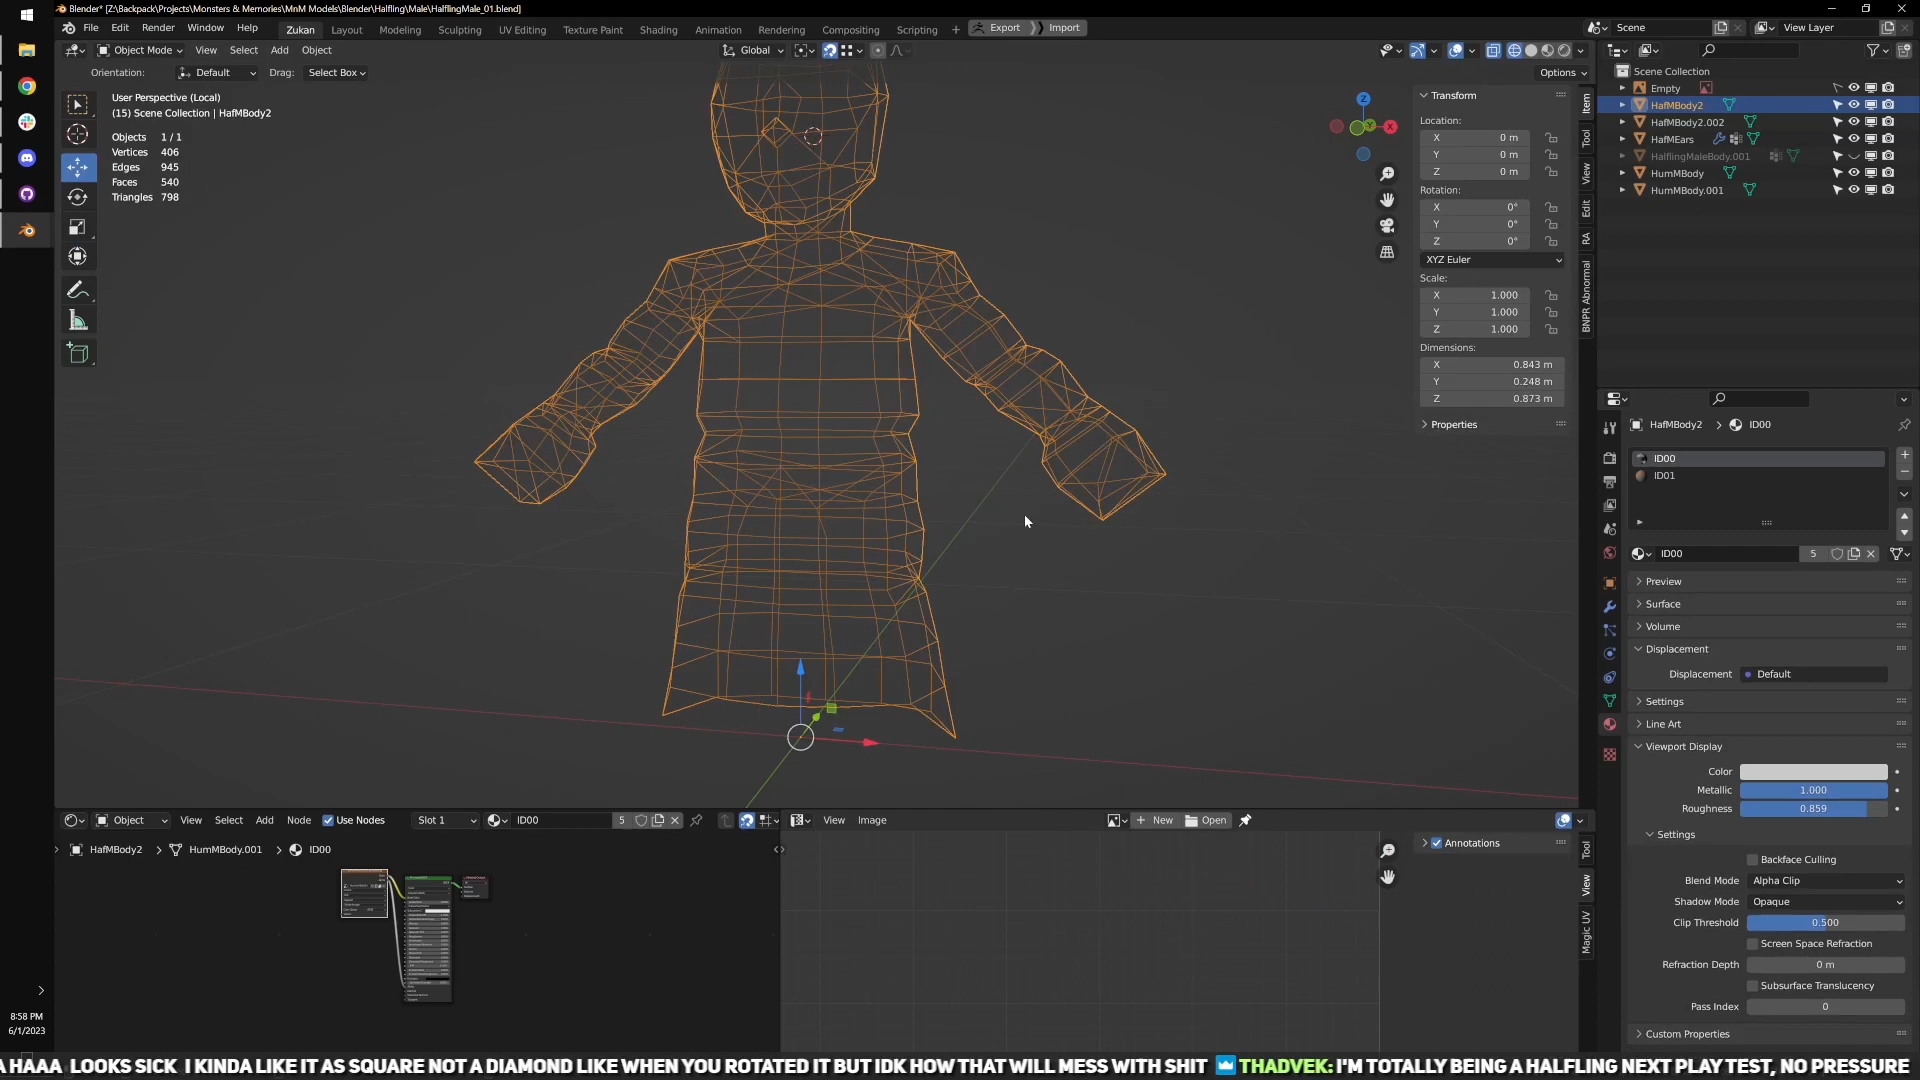 Blender* [Z:\Backpack\Projects\Monsters & Memories\MnM Models\Blender\Halfling\Male\HalflingMale_01.blend]
File Edit Render Window Help Zukan Layout Modeling Sculpting UV Editing Texture Paint Shading Animation Rendering Compositing Scripting + Export Import Scene View Layer
Object Mode View Select Add Object Global
Orientation: Default Drag: Select Box Options
User Perspective (Local)
(15) Scene Collection | HafMBody2
Objects 1 / 1
Vertices 406
Edges 945
Faces 540
Triangles 798
Z
Y
X
Transform
Location:
X 0 m
Y 0 m
Z 0 m
Rotation:
X 0°
Y 0°
Z 0°
XYZ Euler
Scale:
X 1.000
Y 1.000
Z 1.000
Dimensions:
X 0.843 m
Y 0.248 m
Z 0.873 m
Properties
Item
Tool
View
Edit
RA
BNPR Abnormal
Scene Collection
Empty
HafMBody2
HafMBody2.002
HafMEars
HalflingMaleBody.001
HumMBody
HumMBody.001
HafMBody2 > ID00
ID00
ID01
ID00 5
Preview
Surface
Volume
Displacement
Displacement Default
Settings
Line Art
Viewport Display
Color
Metallic 1.000
Roughness 0.859
Settings
Backface Culling
Blend Mode Alpha Clip
Shadow Mode Opaque
Clip Threshold 0.500
Screen Space Refraction
Refraction Depth 0 m
Subsurface Translucency
Pass Index 0
Custom Properties
Object View Select Add Node Use Nodes Slot 1 ID00 5
HafMBody2 > HumMBody.001 > ID00
View Image + New Open
Annotations
Tool
View
Magic UV
8:58 PM
6/1/2023
A HAAA LOOKS SICK I KINDA LIKE IT AS SQUARE NOT A DIAMOND LIKE WHEN YOU ROTATED IT BUT IDK HOW THAT WILL MESS WITH SHIT THADVEK: I'M TOTALLY BEING A HALFLING NEXT PLAY TEST, NO PRESSURE